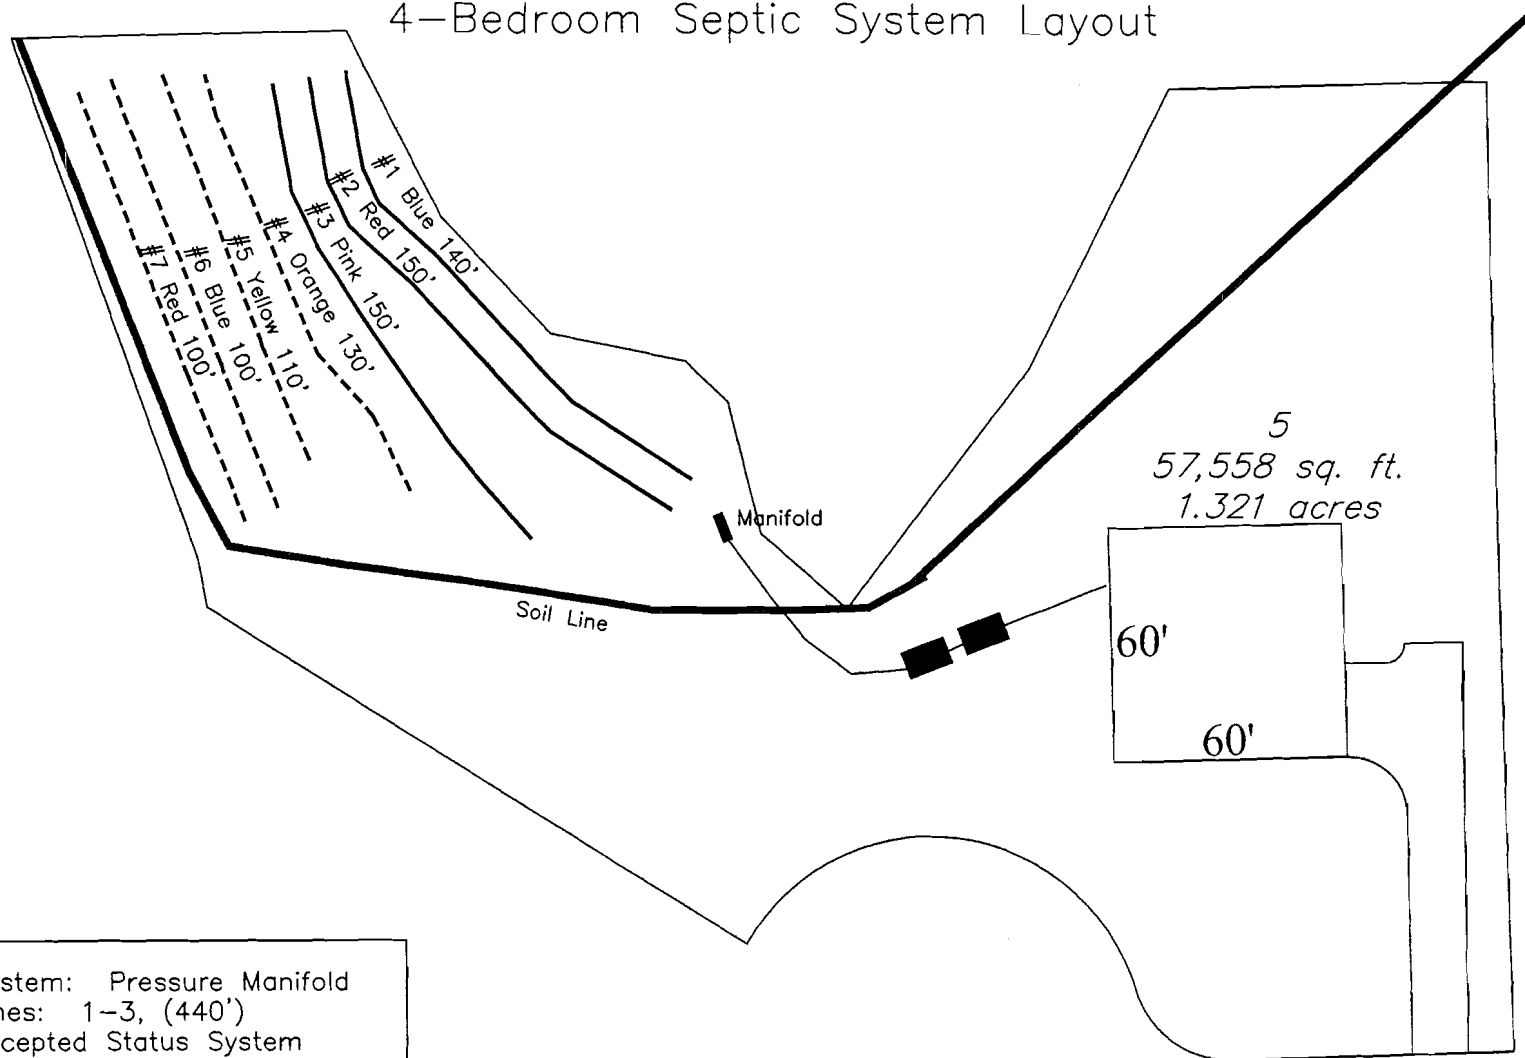 4-Bedroom Septic System Layout
#1 Blue 140'
#2 Red 150'
#3 Pink 150'
#4 Orange 130'
#5 Yellow 110'
#6 Blue 100'
#7 Red 100'
Manifold
Soil Line
5
57,558 sq. ft.
1.321 acres
60'
60'
stem: Pressure Manifold
nes: 1-3, (440')
cepted Status System